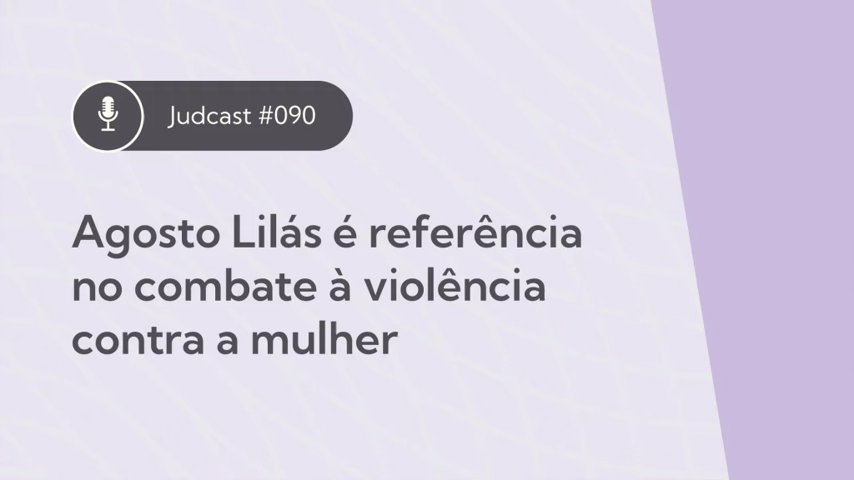 Judcast #090
Agosto Lilás é referência
no combate à violência
contra a mulher